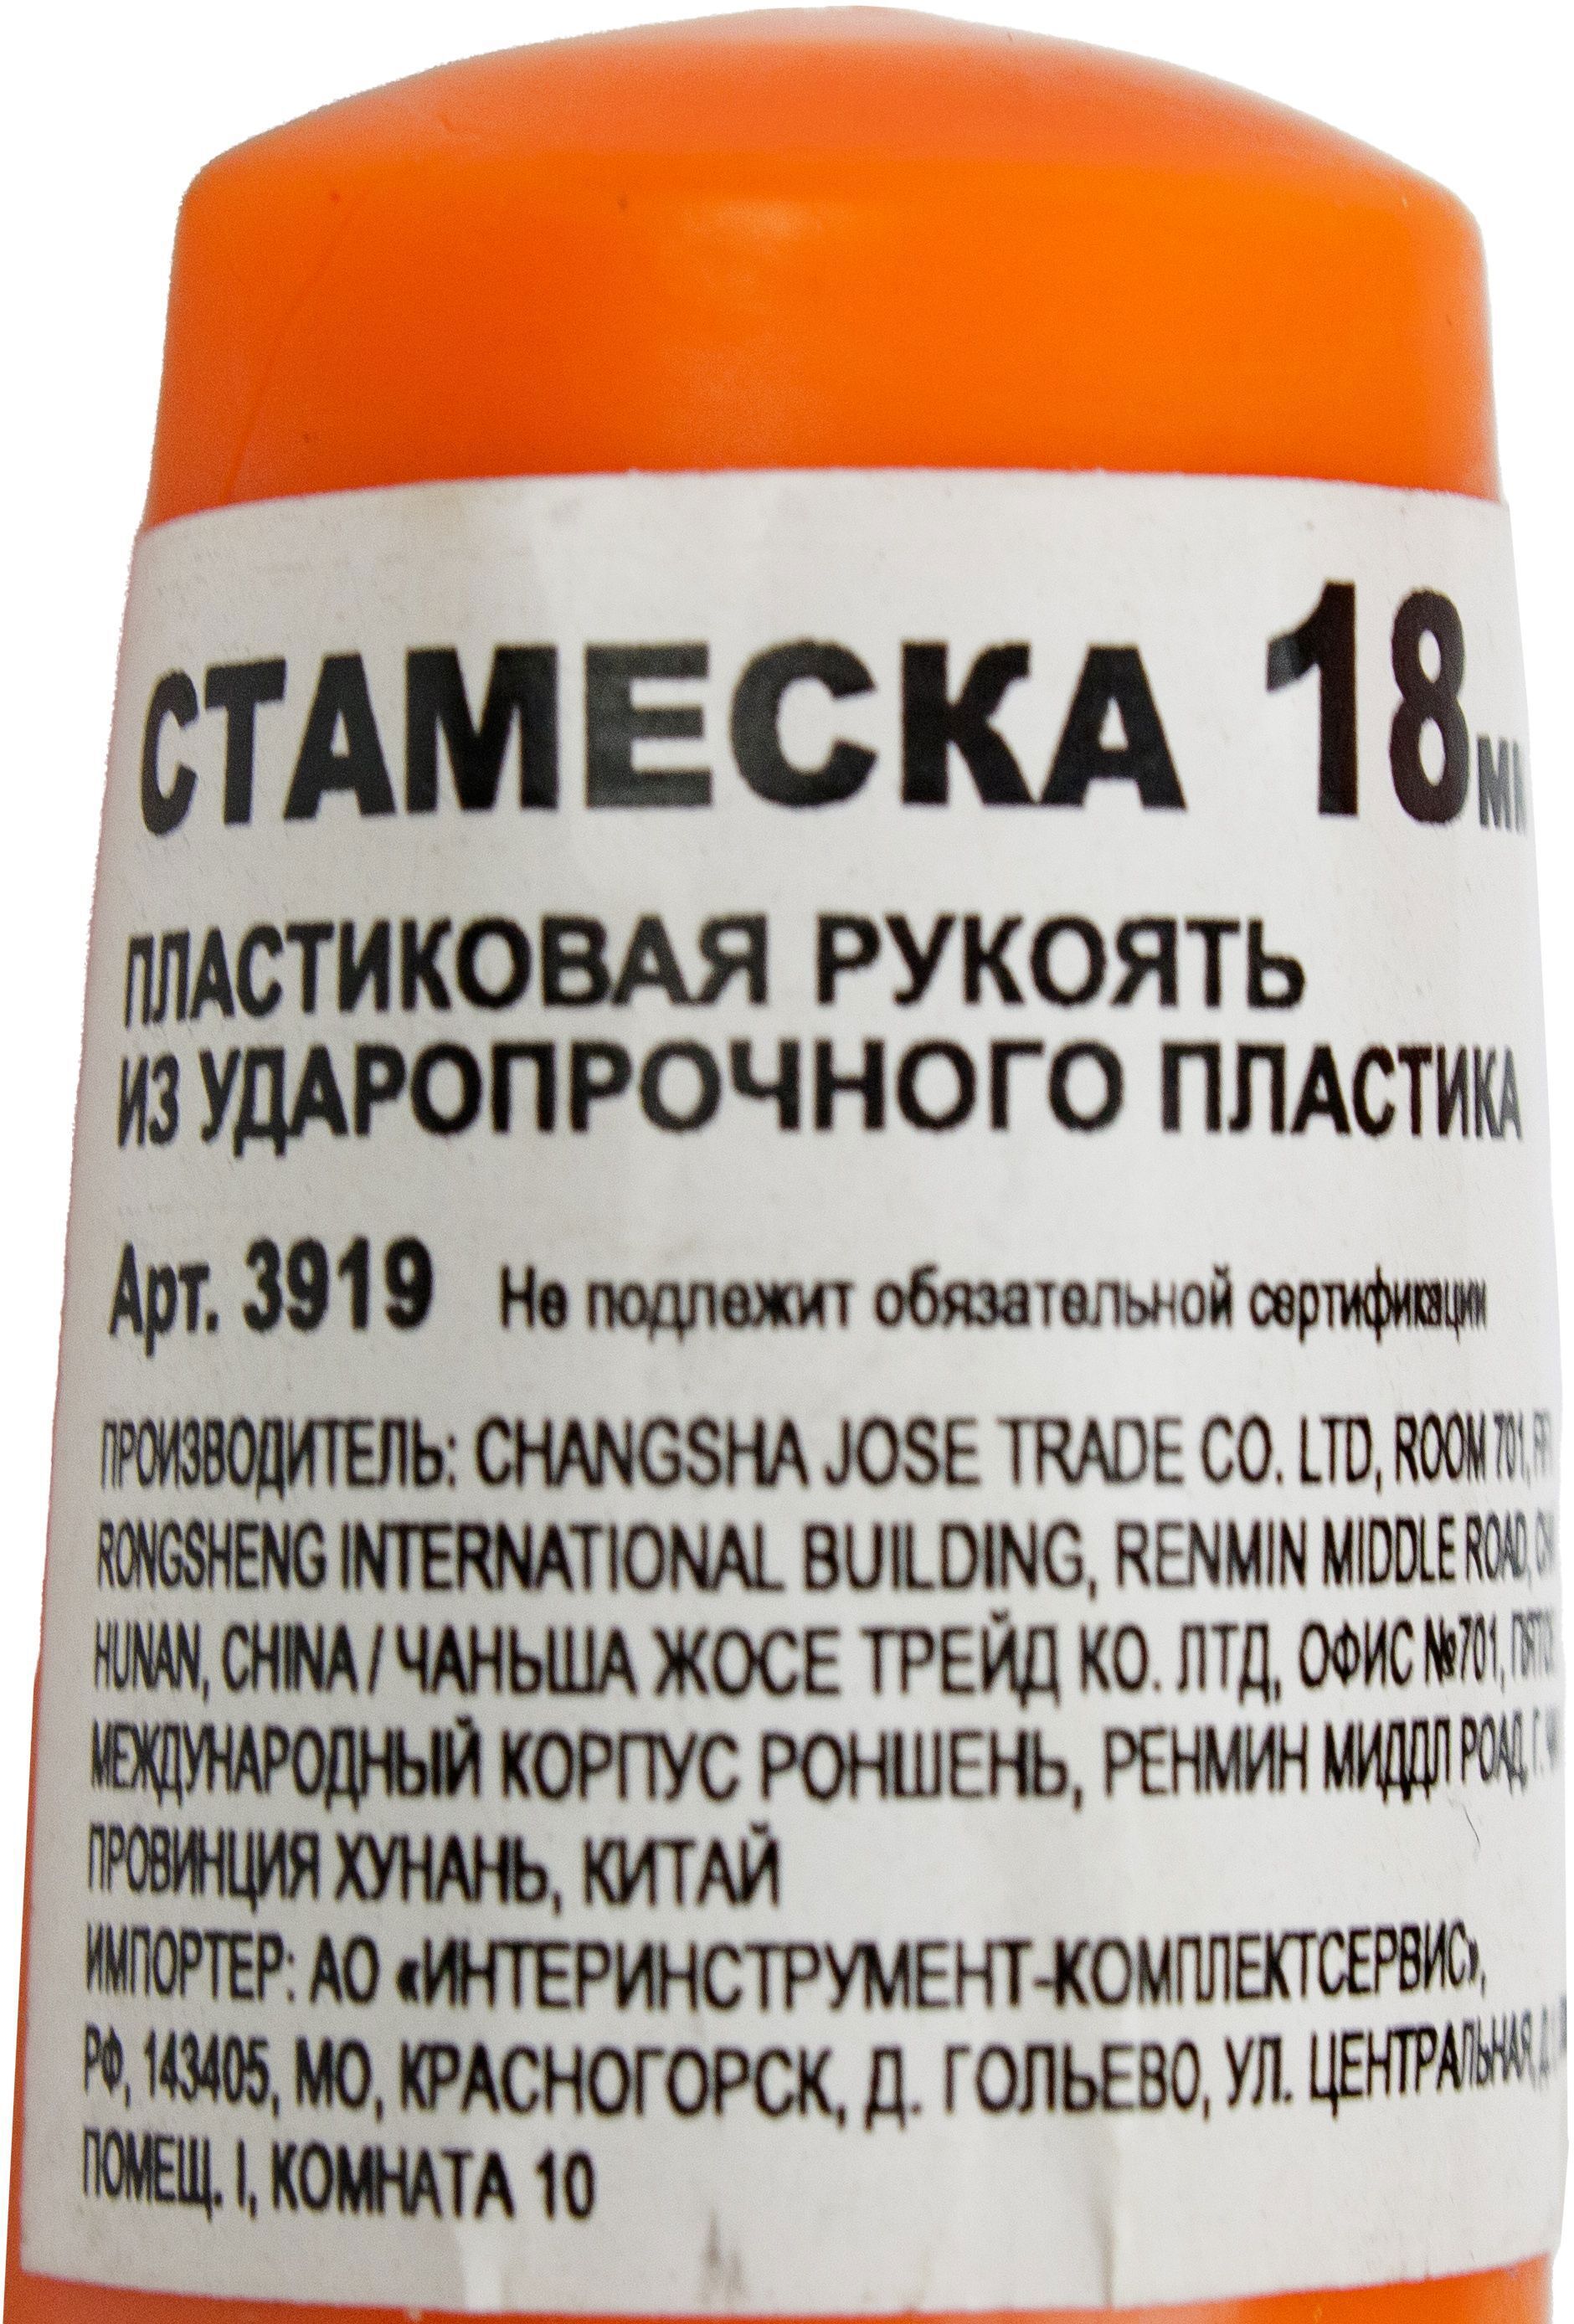 СТАМЕСКА 18
ПЛАСТИКОВАЯ РУКОЯТЬ
ИЗ УДАРОПРОЧНОГО ПЛАСТИКА
Арт. 3919 Не подлежит обязательной сертификации
ПРОИЗВОДИТЕЛЬ: CHANGSHA JOSE TRADE CO. LTD, ROOM 701,
RONGSHENG INTERNATIONAL BUILDING, RENMIN MIDDLE ROAD,
HUNAN, CHINA / ЧАНЬША ЖОСЕ ТРЕЙД КО. ЛТД, ОФИС №701,
МЕЖДУНАРОДНЫЙ КОРПУС РОНШЕНЬ, РЕНМИН МИДДЛ РОАД, Г.
ПРОВИНЦИЯ ХУНАНЬ, КИТАЙ
ИМПОРТЕР: АО «ИНТЕРИНСТРУМЕНТ-КОМПЛЕКТСЕРВИС»,
РФ, 143405, МО, КРАСНОГОРСК, Д. ГОЛЬЕВО, УЛ. ЦЕНТРАЛЬНАЯ,
ПОМЕЩ. I, КОМНАТА 10